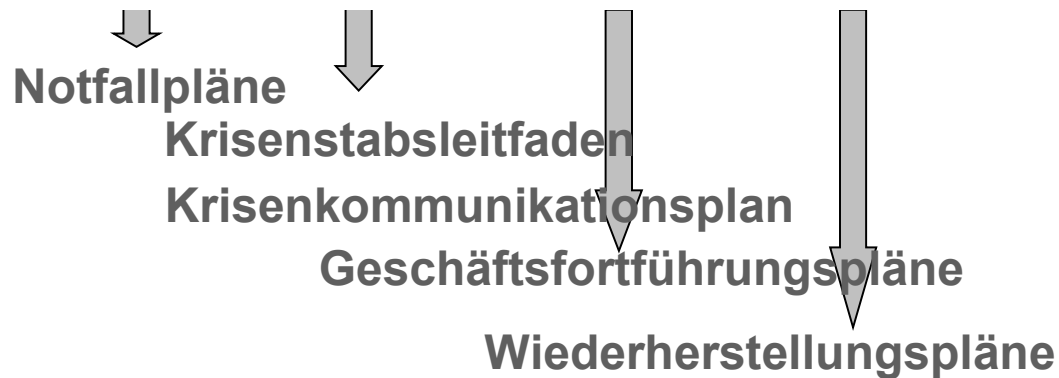 Notfallpläne
Krisenstabsleitfaden
Krisenkommunikationsplan
Geschäftsfortführungspläne
Wiederherstellungspläne